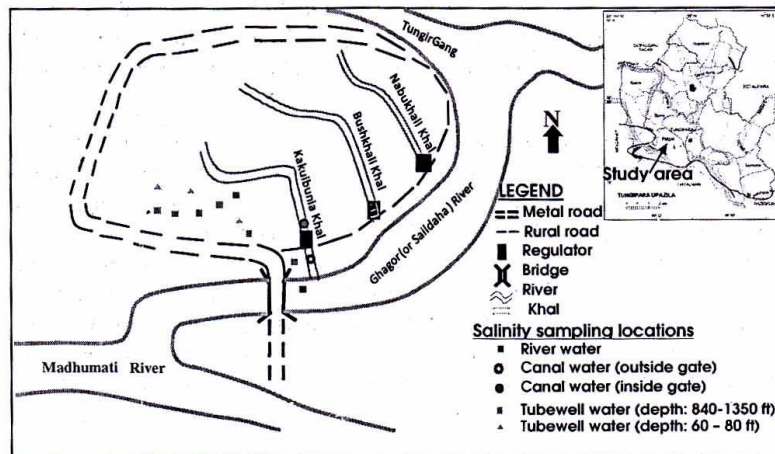 TungirGang
Nabukhali Khal
Bushkhali Khal
Kakuibunia Khal
Ghagor(or Saildaha) River
Madhumati River
N
Study area
TUNGIPARA UPAZILA
LEGEND
Metal road
Rural road
Regulator
Bridge
River
Khal
Salinity sampling locations
River water
Canal water (outside gate)
Canal water (inside gate)
Tubewell water (depth: 840-1350 ft)
Tubewell water (depth: 60 – 80 ft)